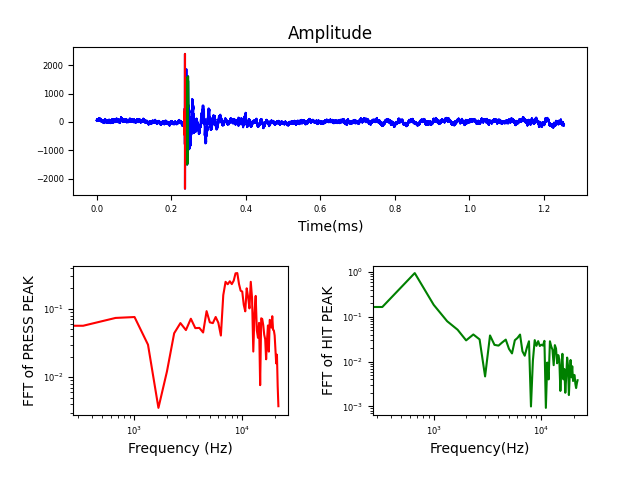 Amplitude
2000
1000
0
−1000
−2000
0.0 0.2 0.4 0.6 0.8 1.0 1.2
Time(ms)
FFT of PRESS PEAK
10⁻¹
10⁻²
10³ 10⁴
Frequency (Hz)
FFT of HIT PEAK
10⁰
10⁻¹
10⁻²
10⁻³
10³ 10⁴
Frequency(Hz)